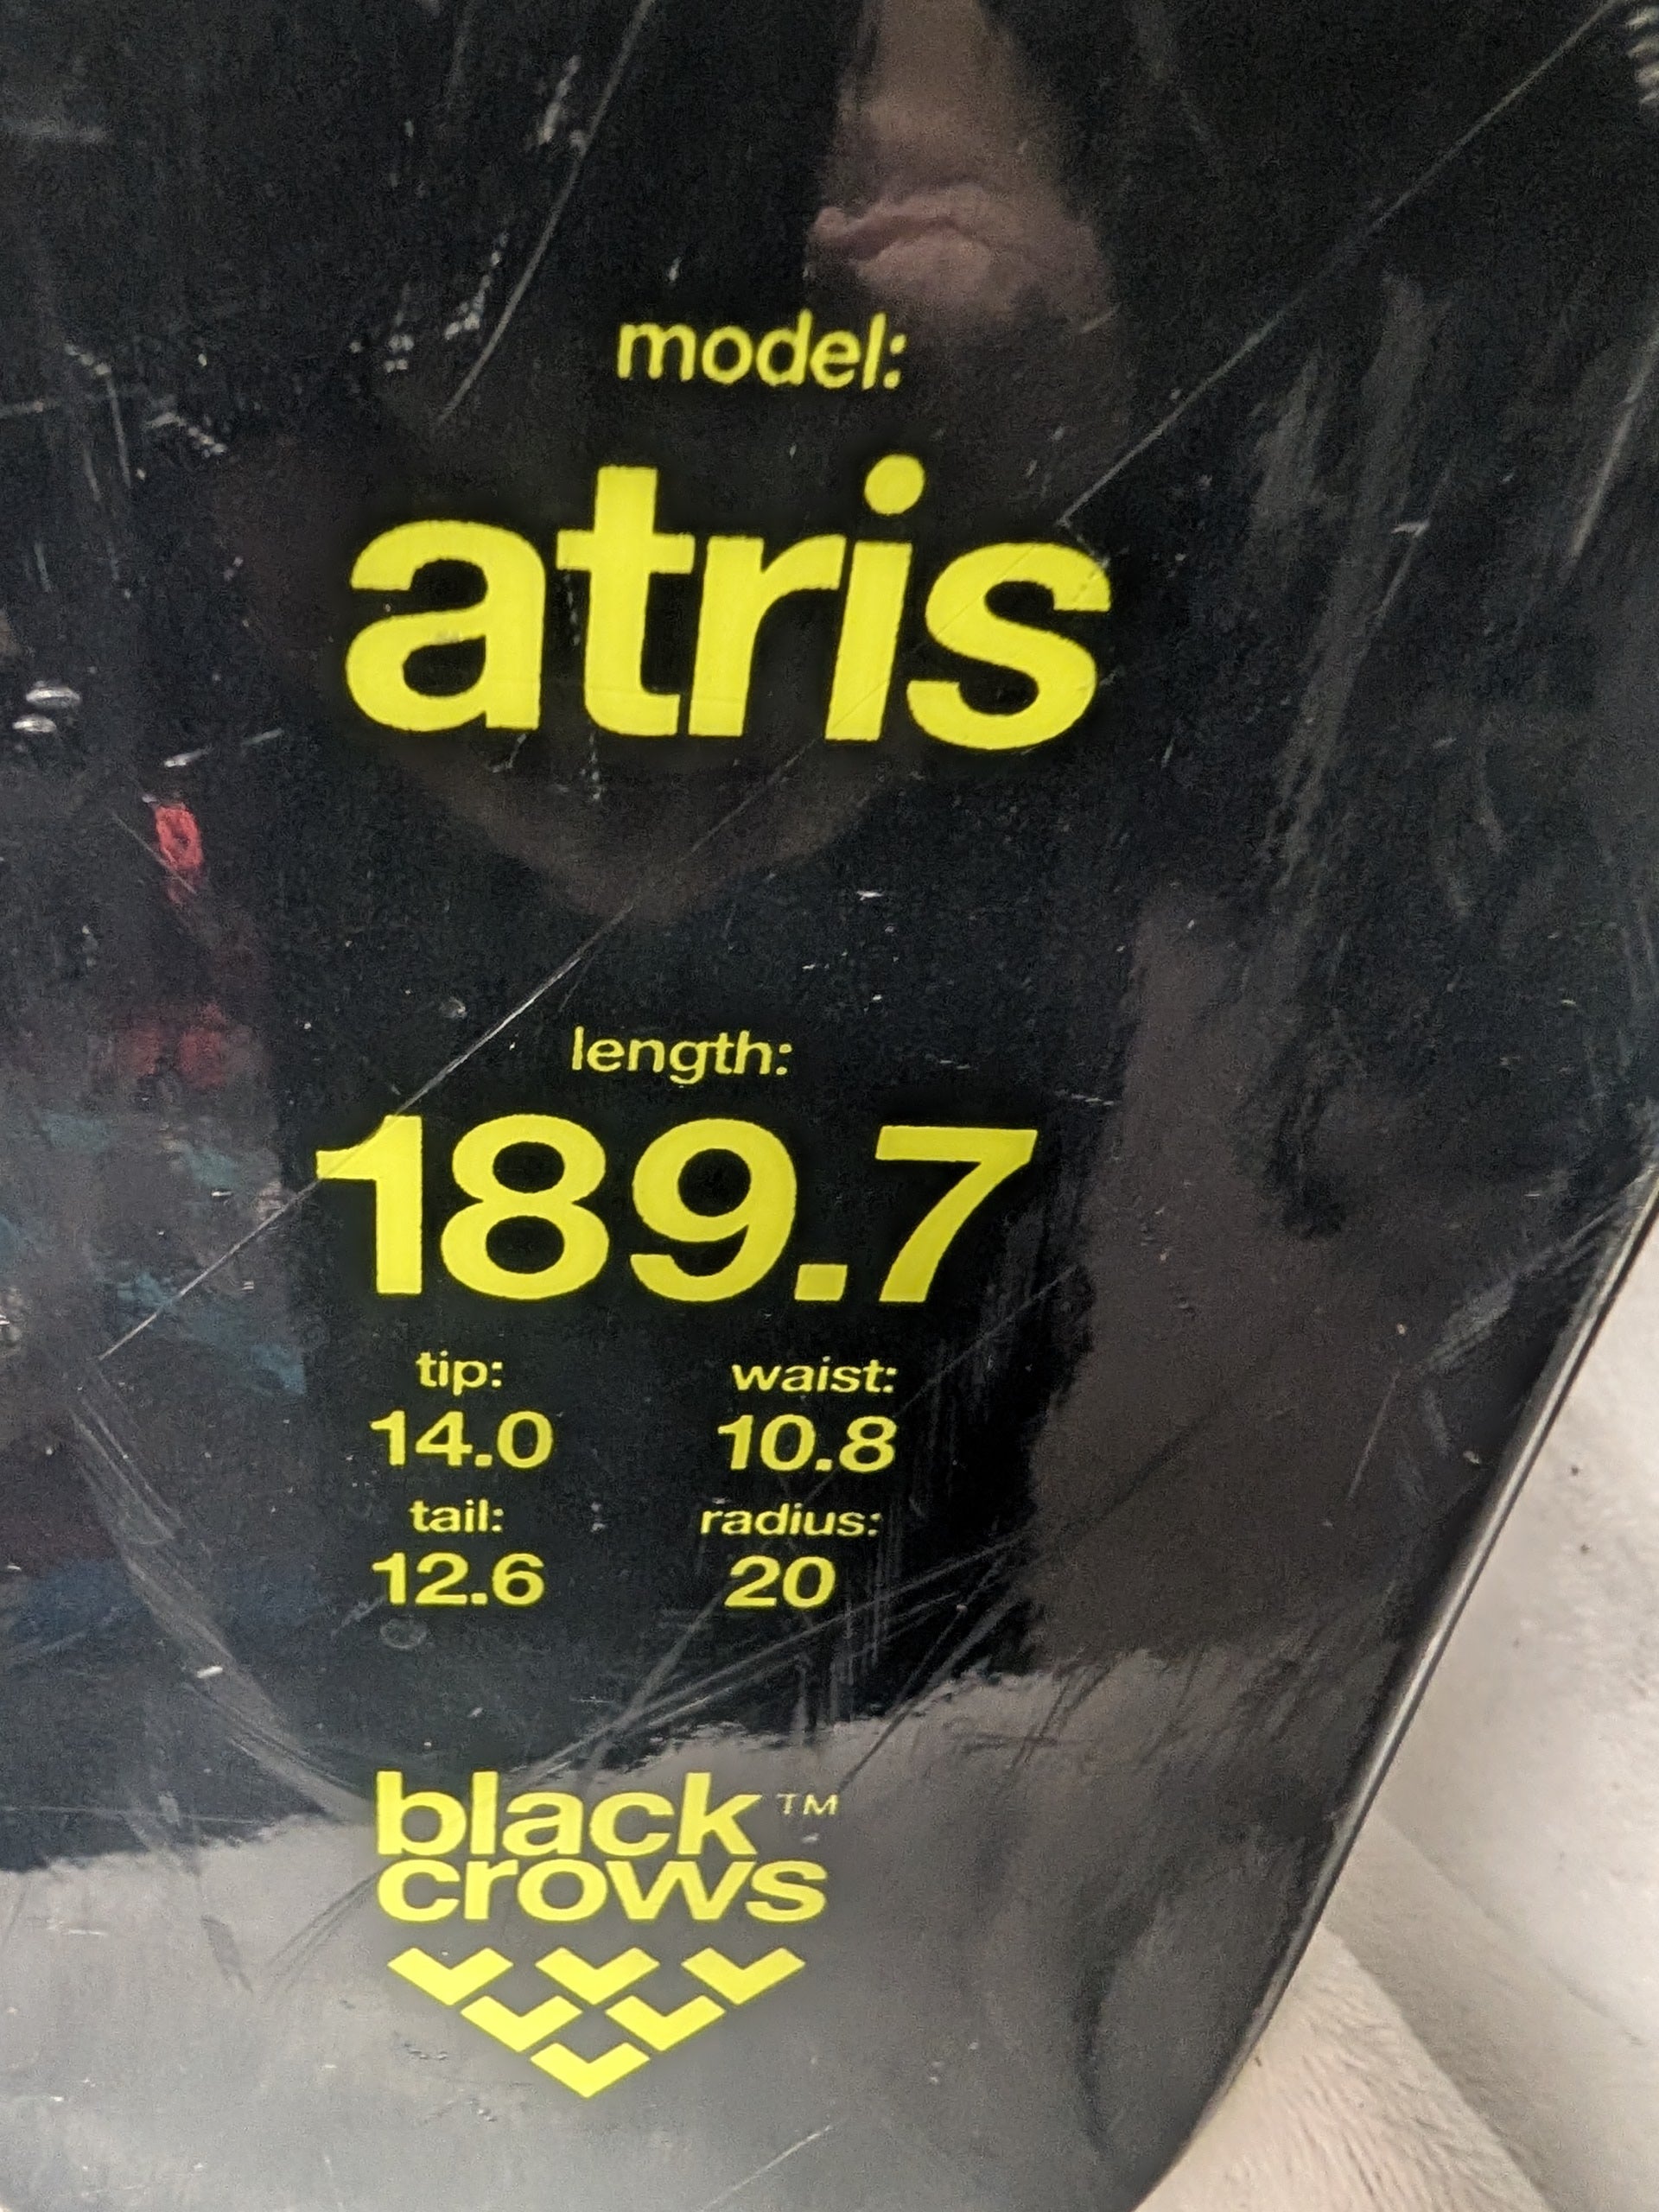 model:
atris
length:
189.7
tip: waist:
14.0 10.8
tail: radius:
12.6 20
black™
crows